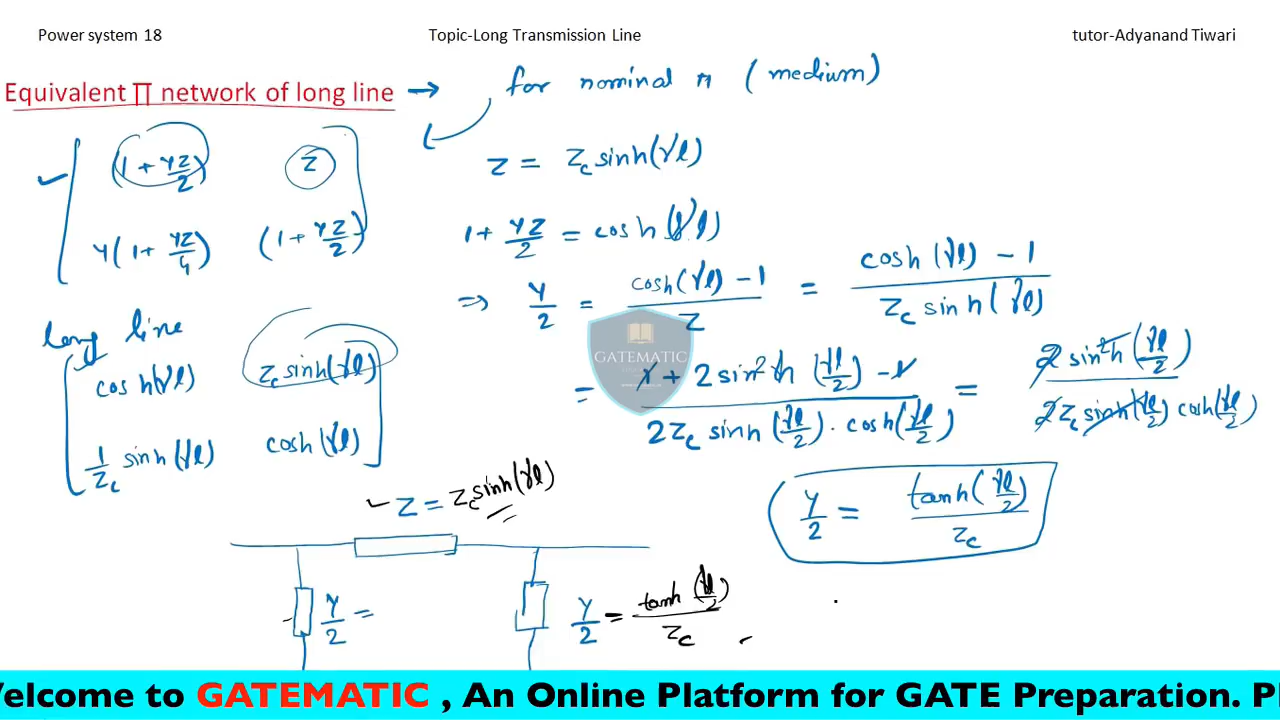 Power system 18 Topic-Long Transmission Line tutor-Adyanand Tiwari
Equivalent ∏ network of long line → for nominal π (medium)
[ (1 + YZ/2) Z
Y(1 + YZ/4) (1 + YZ/2) ]
long line
[ cosh(γl) Zc sinh(γl)
1/Zc sinh(γl) cosh(γl) ]
Z = Zc sinh(γl)
1 + YZ/2 = cosh(γl)
⇒ Y/2 = (cosh(γl) − 1)/Z = (cosh(γl) − 1)/(Zc sinh(γl))
= (1 + 2 sin²h(γl/2) − 1)/(2Zc sinh(γl/2) · cosh(γl/2)) = (2 sin²h(γl/2))/(2Zc sinh(γl/2) cosh(γl/2))
Y/2 = tanh(γl/2)/Zc
Z = Zc sinh(γl)
Y/2 =
Y/2 = tanh(γl/2)/Zc
GATEMATIC
Welcome to GATEMATIC , An Online Platform for GATE Preparation. Pl